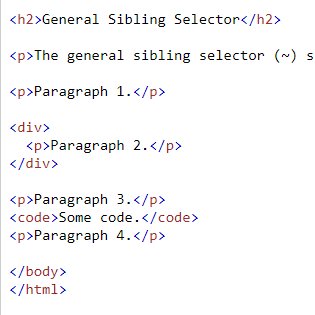 <h2>General Sibling Selector</h2>
<p>The general sibling selector (~) s
<p>Paragraph 1.</p>
<div>
<p>Paragraph 2.</p>
</div>
<p>Paragraph 3.</p>
<code>Some code.</code>
<p>Paragraph 4.</p>
</body>
</html>